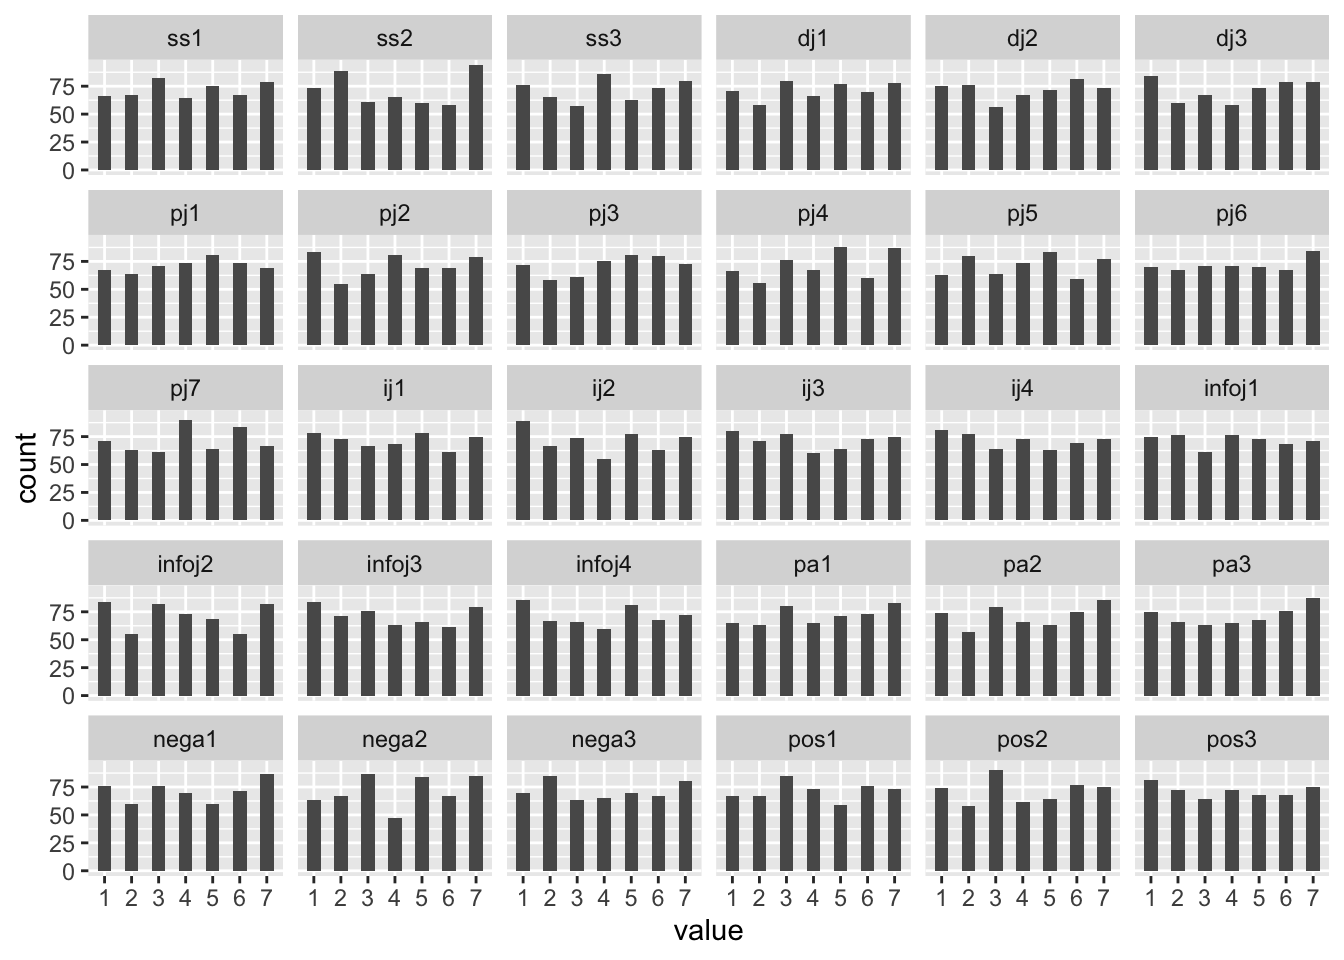 ss1 ss2 ss3 dj1 dj2 dj3
75
50
25
0
pj1 pj2 pj3 pj4 pj5 pj6
75
50
25
0
pj7 ij1 ij2 ij3 ij4 infoj1
75
50
25
0
count
infoj2 infoj3 infoj4 pa1 pa2 pa3
75
50
25
0
nega1 nega2 nega3 pos1 pos2 pos3
75
50
25
0
1 2 3 4 5 6 7 1 2 3 4 5 6 7 1 2 3 4 5 6 7 1 2 3 4 5 6 7 1 2 3 4 5 6 7 1 2 3 4 5 6 7
value